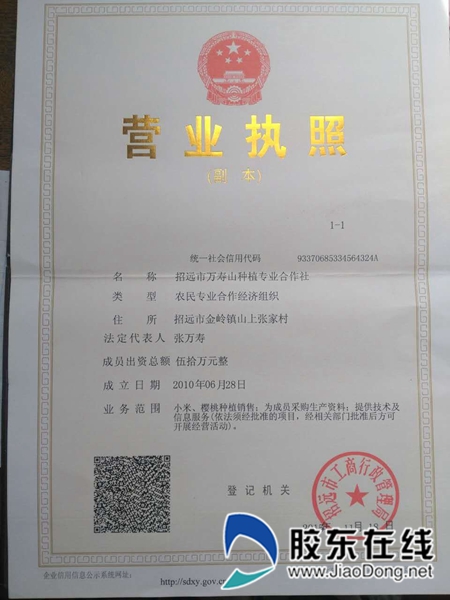 营业执照
(副 本)
1-1
统一社会信用代码 93370685334564324A
名 称 招远市万寿山种植专业合作社
类 型 农民专业合作经济组织
住 所 招远市金岭镇山上张家村
法定代表人 张万寿
成员出资总额 伍拾万元整
成立日期 2010年06月28日
业务范围 小米、樱桃种植销售;为成员采购生产资料;提供技术及
信息服务(依法须经批准的项目,经相关部门批准后方可
开展经营活动)。
登记机关
招远市工商行政管理局
11月18日
胶东在线
www.JiaoDong.net
企业信用信息公示系统网址:
http://sdxy.gov.c